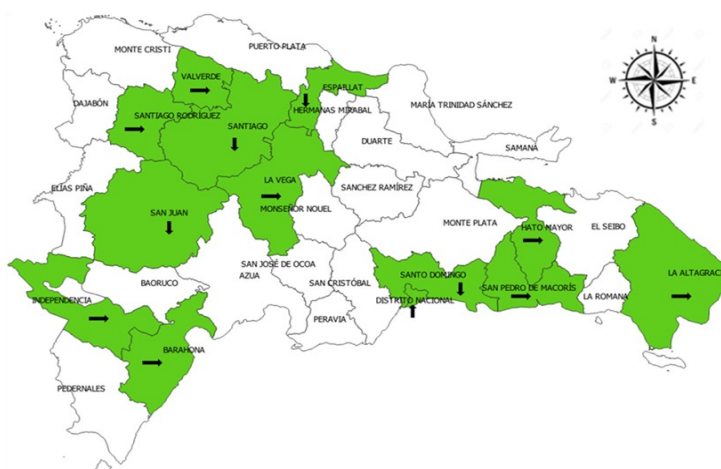 MONTE CRISTI
PUERTO PLATA
N
W
E
S
VALVERDE
ESPAILLAT
DAJABÓN
SANTIAGO RODRÍGUEZ
HERMANAS MIRABAL
MARÍA TRINIDAD SÁNCHEZ
SANTIAGO
DUARTE
SAMANÁ
ELÍAS PIÑA
LA VEGA
SANCHEZ RAMÍREZ
SAN JUAN
MONSEÑOR NOUEL
MONTE PLATA
HATO MAYOR
EL SEIBO
SAN JOSÉ DE OCOA
AZUA
SANTO DOMINGO
LA ALTAGRACI
BAORUCO
SAN CRISTÓBAL
SAN PEDRO DE MACORÍS
INDEPENDENCIA
DISTRITO NACIONAL
LA ROMANA
PERAVIA
BARAHONA
PEDERNALES